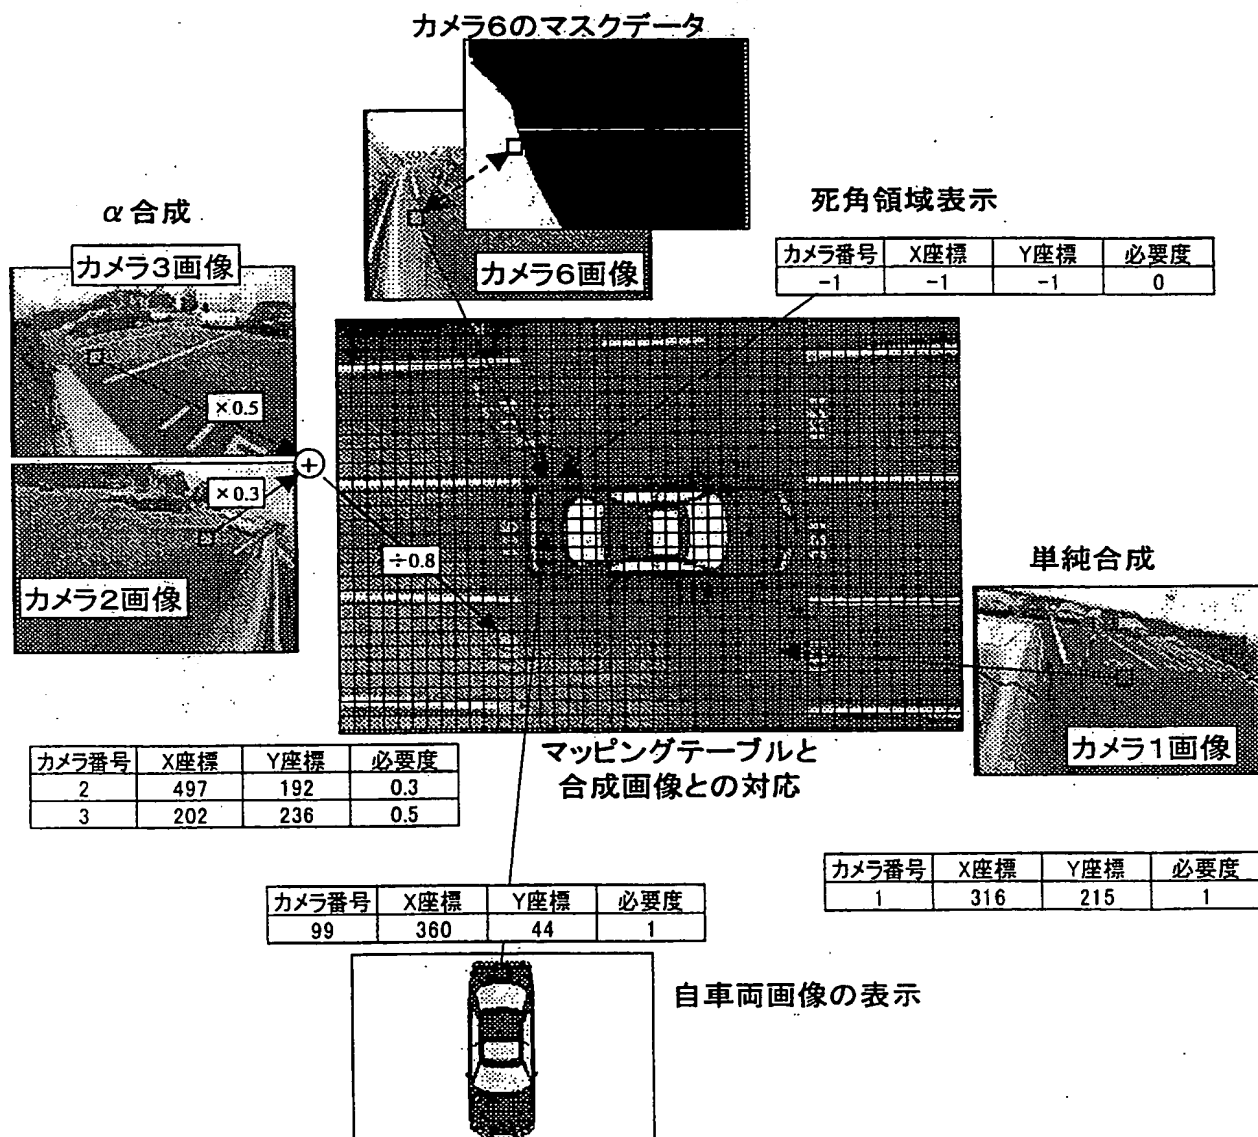 カメラ6のマスクデータ
カメラ6画像
α合成
カメラ3画像
×0.5
×0.3
カメラ2画像
÷0.8
死角領域表示
カメラ番号 X座標 Y座標 必要度
-1 -1 -1 0
単純合成
カメラ1画像
マッピングテーブルと
合成画像との対応
カメラ番号 X座標 Y座標 必要度
2 497 192 0.3
3 202 236 0.5
カメラ番号 X座標 Y座標 必要度
1 316 215 1
カメラ番号 X座標 Y座標 必要度
99 360 44 1
自車両画像の表示